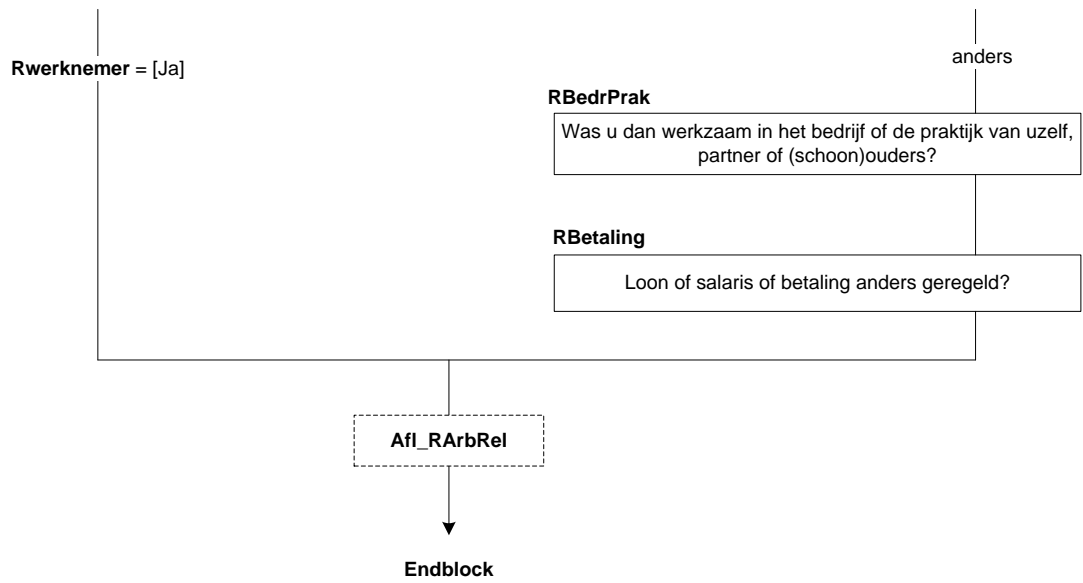 Rwerknemer = [Ja]
anders
RBedrPrak
Was u dan werkzaam in het bedrijf of de praktijk van uzelf,
partner of (schoon)ouders?
RBetaling
Loon of salaris of betaling anders geregeld?
Afl_RArbRel
Endblock